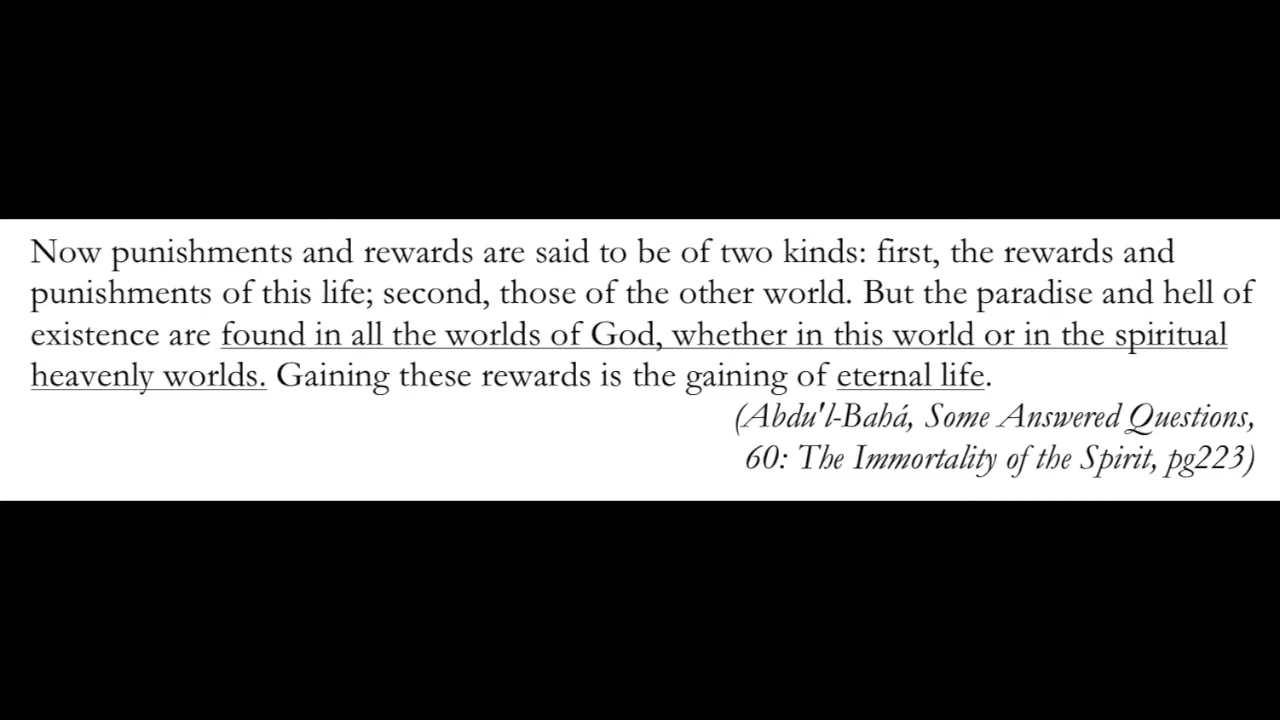 Now punishments and rewards are said to be of two kinds: first, the rewards and
punishments of this life; second, those of the other world. But the paradise and hell of
existence are found in all the worlds of God, whether in this world or in the spiritual
heavenly worlds. Gaining these rewards is the gaining of eternal life.
(Abdu'l-Bahá, Some Answered Questions,
60: The Immortality of the Spirit, pg223)